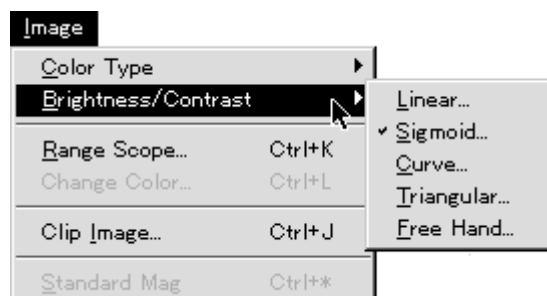 Image
Color Type
Brightness/Contrast
Linear...
✓ Sigmoid...
Range Scope... Ctrl+K
Curve...
Change Color... Ctrl+L
Triangular...
Clip Image... Ctrl+J
Free Hand...
Standard Mag Ctrl+*